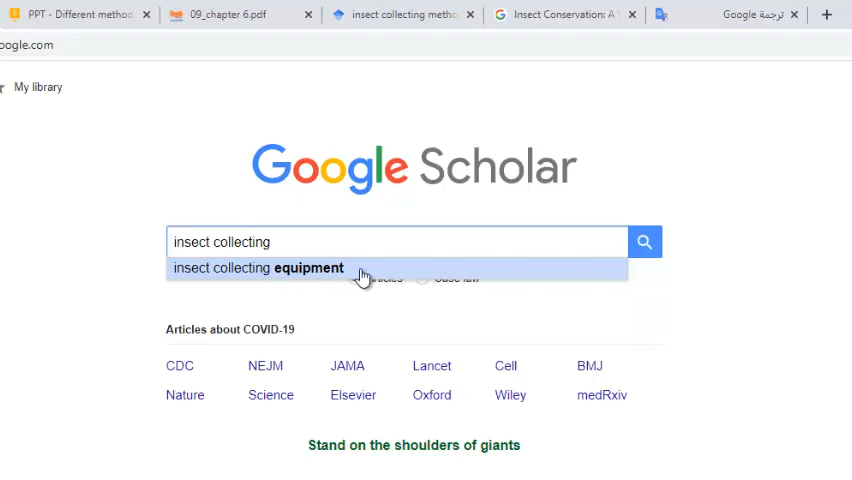 PPT - Different method
09_chapter 6.pdf
insect collecting metho
Insect Conservation: A
ترجمة Google
oogle.com
My library
Google Scholar
insect collecting
insect collecting equipment
Articles about COVID-19
CDC NEJM JAMA Lancet Cell BMJ
Nature Science Elsevier Oxford Wiley medRxiv
Stand on the shoulders of giants